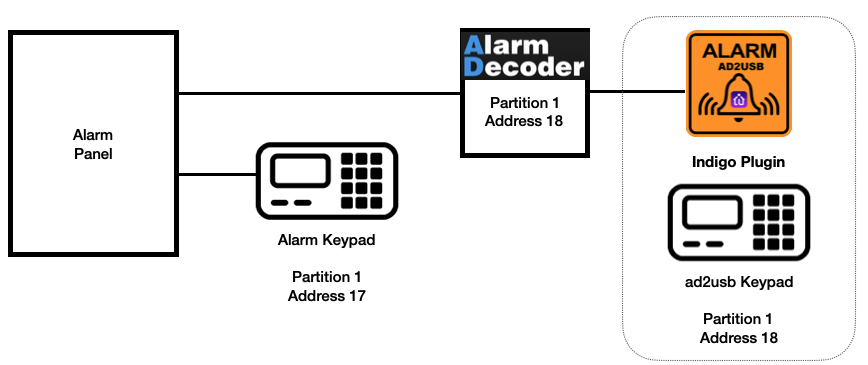 Alarm
Panel
Alarm
Decoder
Partition 1
Address 18
ALARM
AD2USB
Indigo Plugin
Alarm Keypad
Partition 1
Address 17
ad2usb Keypad
Partition 1
Address 18